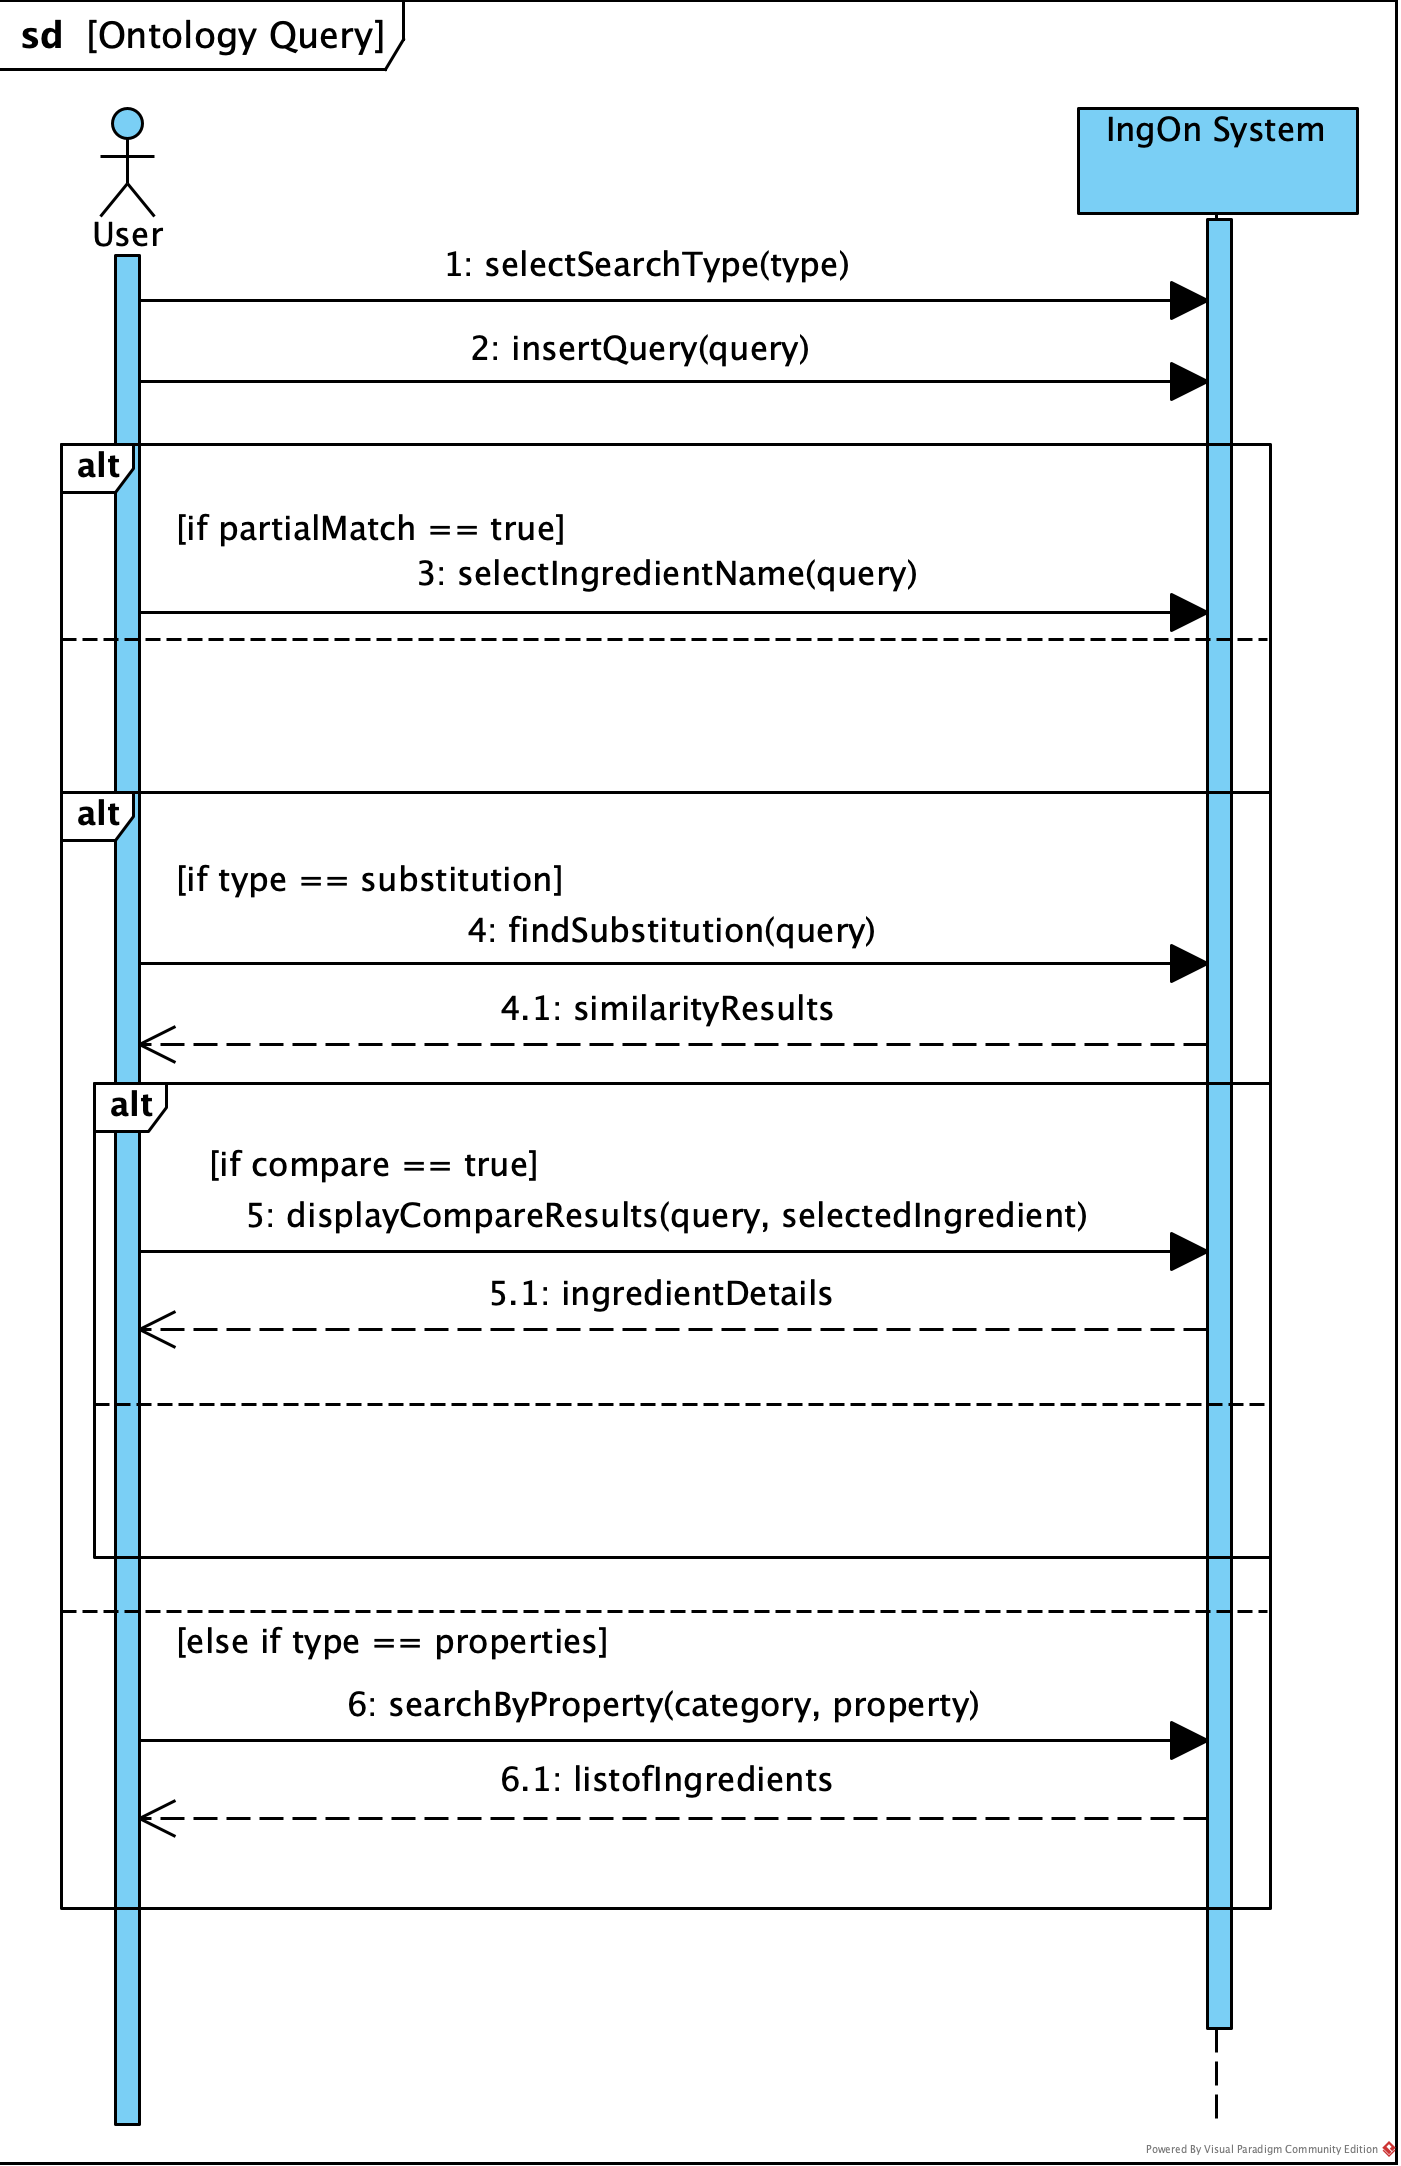 sd [Ontology Query]
IngOn System
User
1: selectSearchType(type)
2: insertQuery(query)
alt
[if partialMatch == true]
3: selectIngredientName(query)
alt
[if type == substitution]
4: findSubstitution(query)
4.1: similarityResults
alt
[if compare == true]
5: displayCompareResults(query, selectedIngredient)
5.1: ingredientDetails
[else if type == properties]
6: searchByProperty(category, property)
6.1: listofIngredients
Powered By Visual Paradigm Community Edition